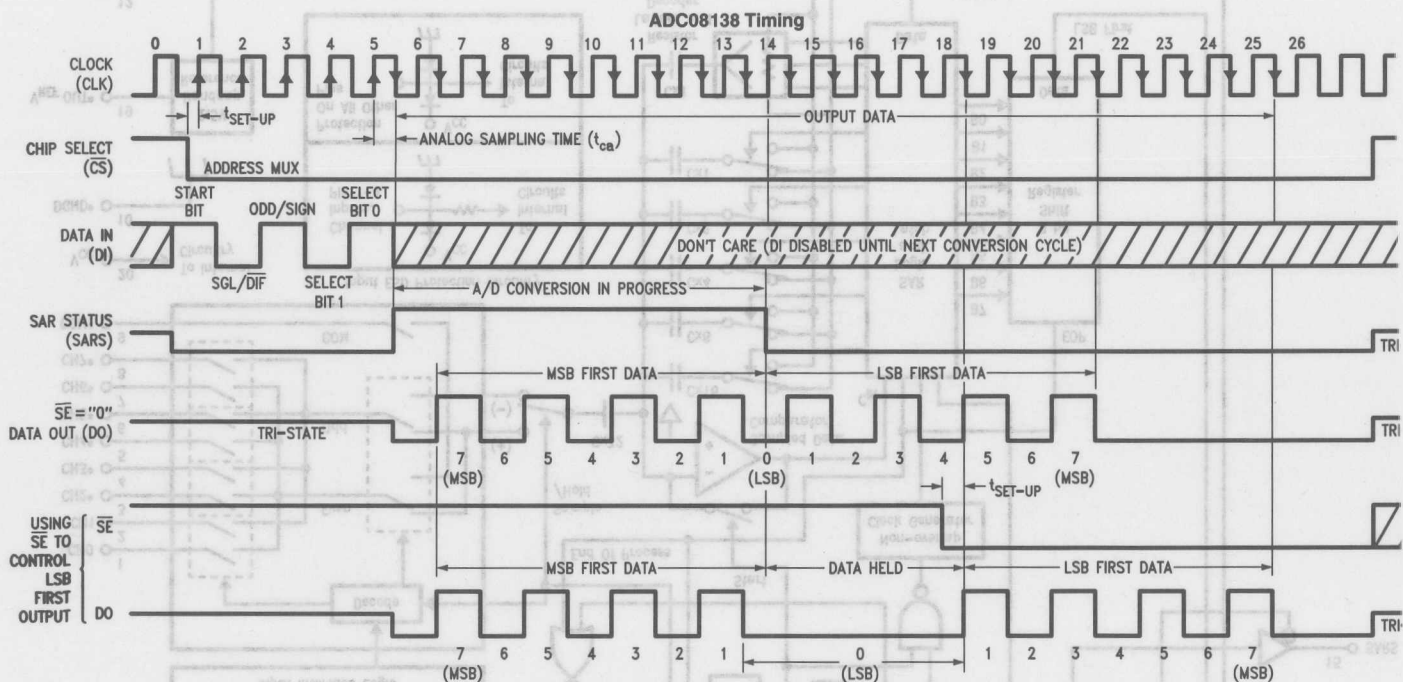 ADC08138 Timing
0 1 2 3 4 5 6 7 8 9 10 11 12 13 14 15 16 17 18 19 20 21 22 23 24 25 26
CLOCK
(CLK)
tSET-UP
OUTPUT DATA
ANALOG SAMPLING TIME (tca)
CHIP SELECT
(CS)
ADDRESS MUX
START
BIT
ODD/SIGN
SELECT
BIT 0
DATA IN
(DI)
DON'T CARE (DI DISABLED UNTIL NEXT CONVERSION CYCLE)
SGL/DIF
SELECT
BIT 1
A/D CONVERSION IN PROGRESS
SAR STATUS
(SARS)
TRI
MSB FIRST DATA
LSB FIRST DATA
SE = "0"
DATA OUT (DO)
TRI-STATE
TRI
7 6 5 4 3 2 1 0 1 2 3 4 5 6 7
(MSB) (LSB) (MSB)
tSET-UP
USING
SE TO
CONTROL
LSB
FIRST
OUTPUT
SE
MSB FIRST DATA
DATA HELD
LSB FIRST DATA
DO
TRI-
7 6 5 4 3 2 1 0 1 2 3 4 5 6 7
(MSB) (LSB) (MSB)